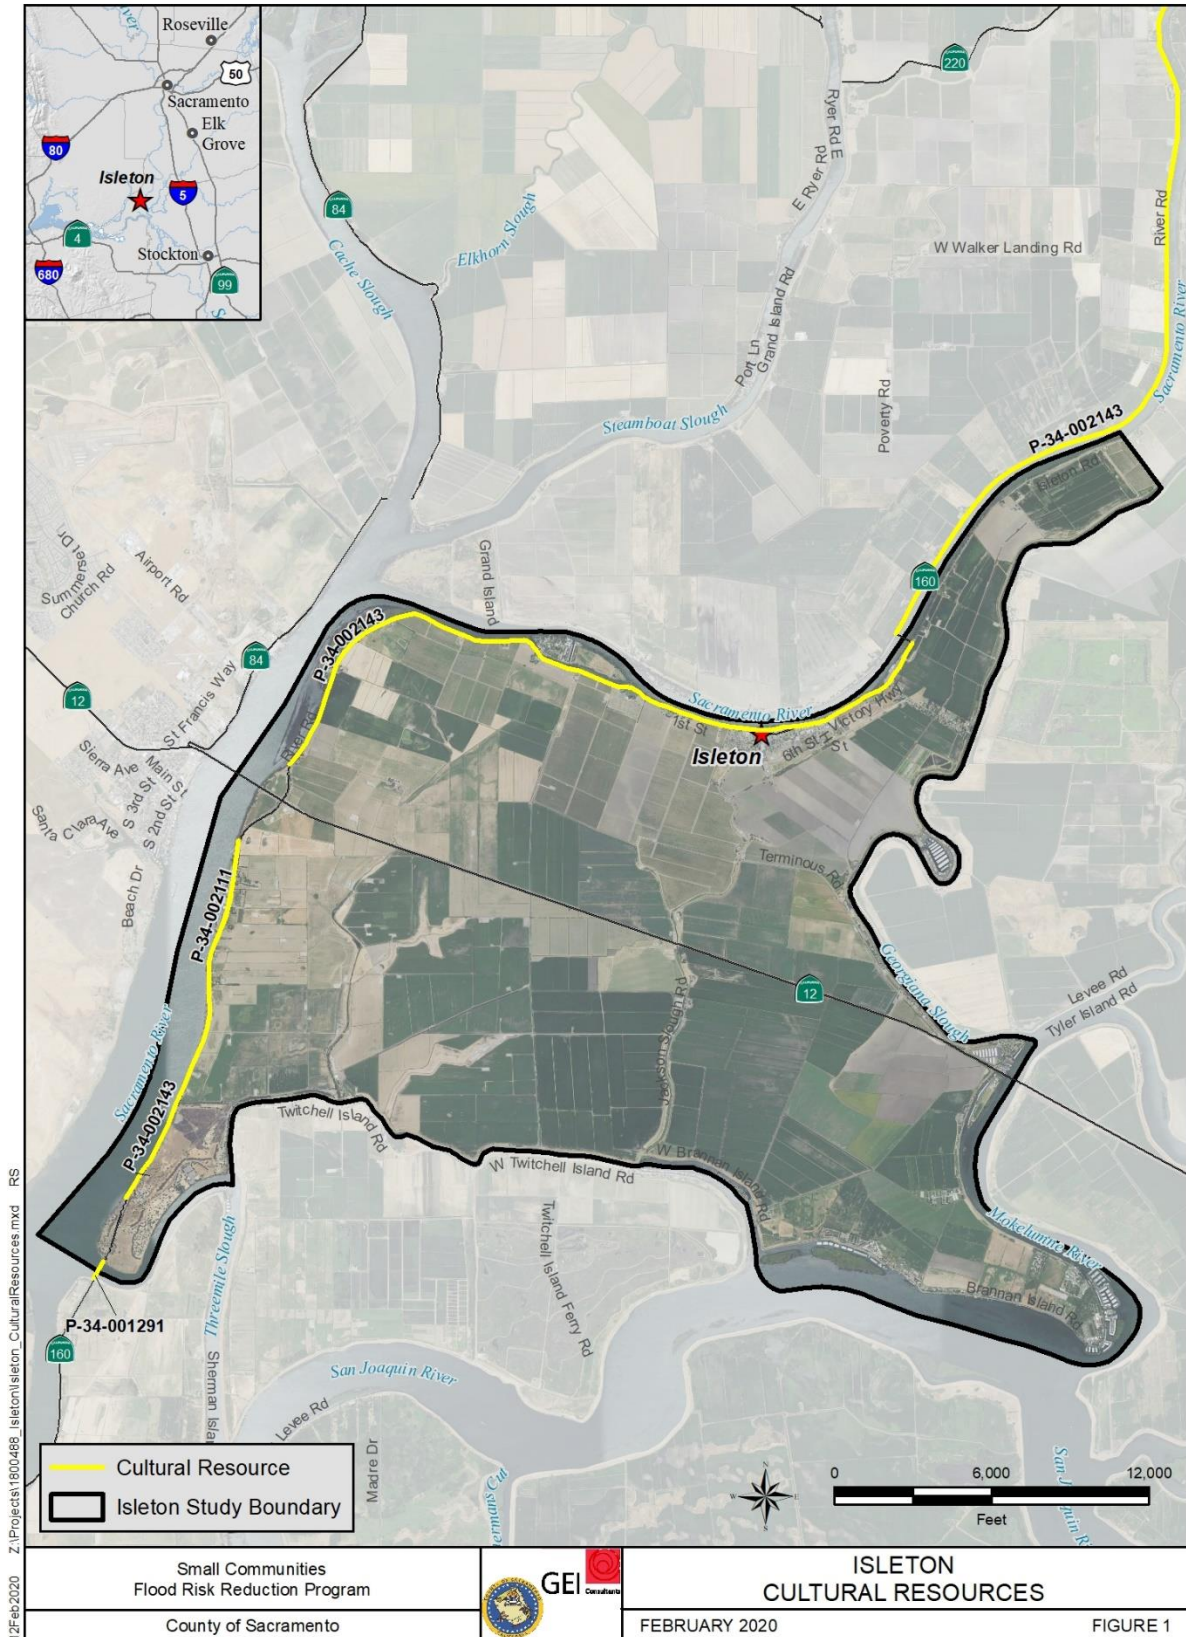 Roseville
50
Sacramento
Elk
Grove
80
Isleton
5
4
Stockton
680
99
220
Ryer Rd E
E Ryer Rd
River Rd
84
Cache Slough
Elkhorn Slough
W Walker Landing Rd
Grand Island Rd
Port Ln
Sacramento River
Steamboat Slough
Poverty Rd
P-34-002143
Isleton Rd
Summerset Dr
Church Rd
Airport Rd
Grand Island
160
P-34-002143
84
St Francis Way
12
River Rd
Sacramento River
1st St
Victory Hwy
6th St
H St
Isleton
Sierra Ave
Main St
S 3rd St
S 2nd St
Santa Clara Ave
Beach Dr
Terminous Rd
P-34-002111
Georgiana Slough
12
Levee Rd
Tyler Island Rd
Jackson Slough Rd
Sacramento River
P-34-002143
Twitchell Island Rd
W Twitchell Island Rd
W Brannan Island Rd
Mokelumne River
Threemile Slough
Twitchell Island Ferry Rd
Brannan Island Rd
P-34-001291
160
San Joaquin River
Levee Rd
Madre Dr
Cultural Resource
Isleton Study Boundary
0 6,000 12,000
Feet
N
W E
S
Z:\Projects\1800488_Isleton\Isleton_CulturalResources.mxd RS
12Feb2020
Small Communities
Flood Risk Reduction Program
County of Sacramento
GEI Consultants
ISLETON
CULTURAL RESOURCES
FEBRUARY 2020
FIGURE 1